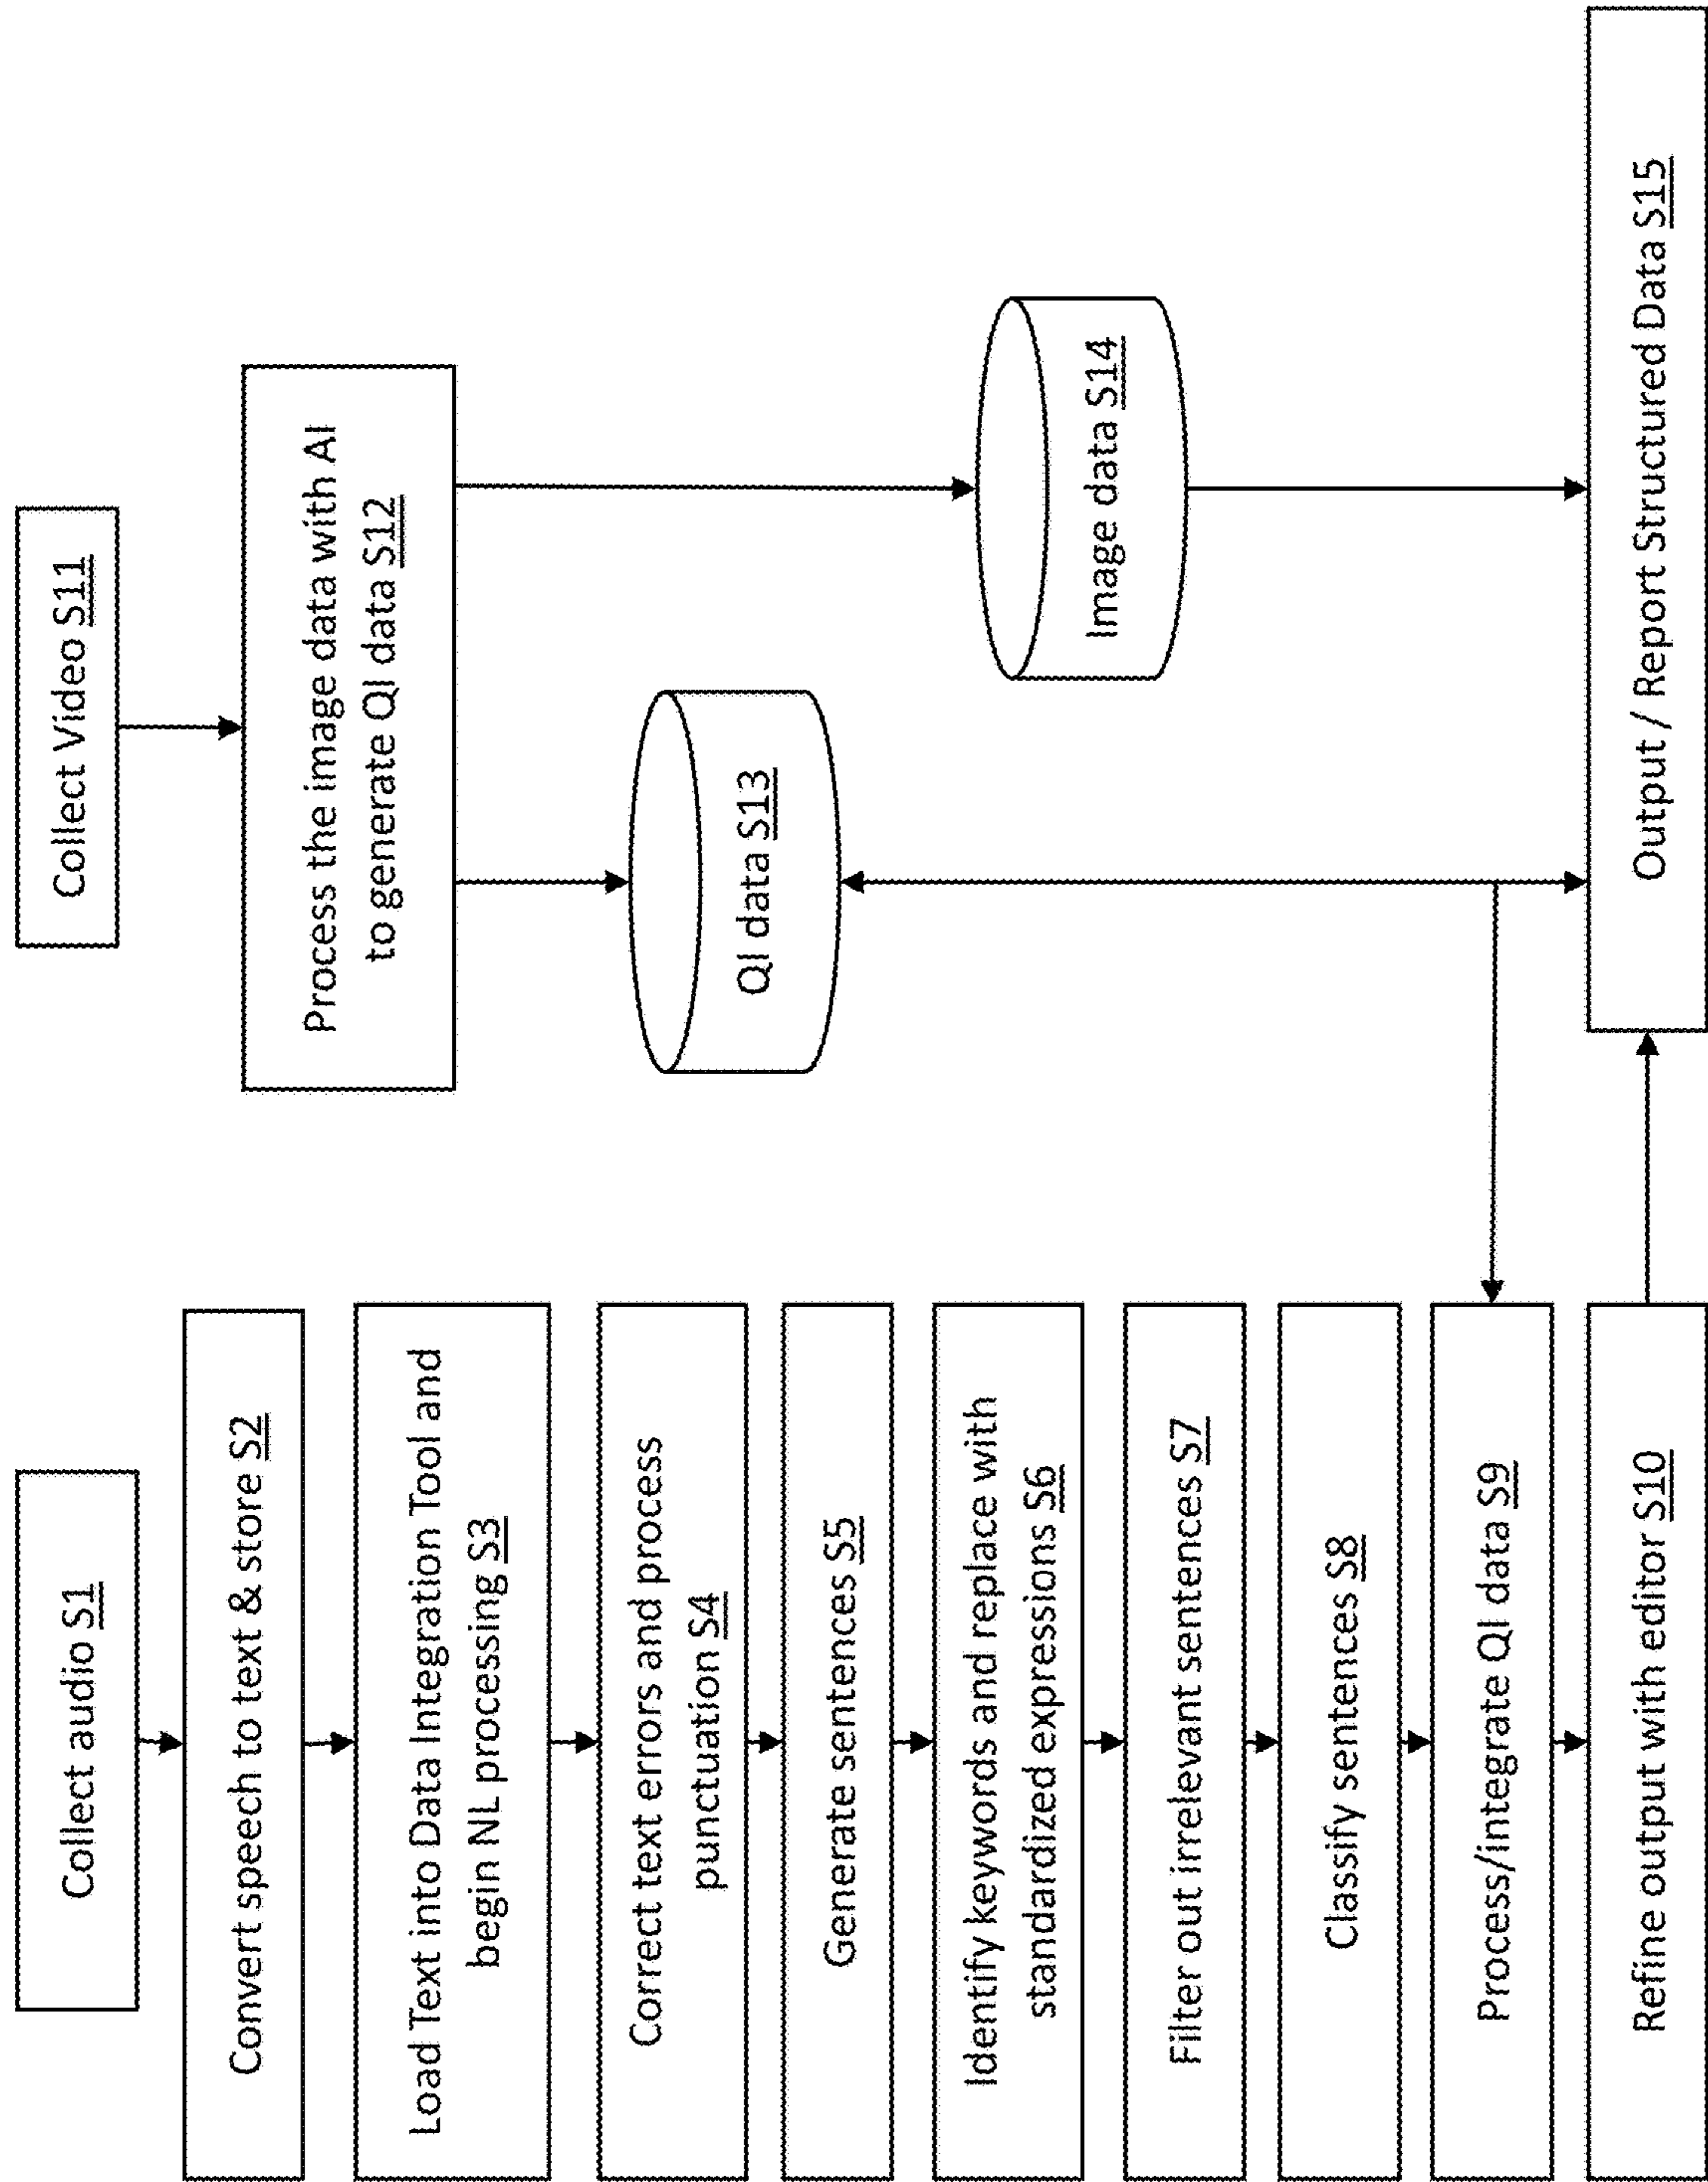 Collect audio S1
Convert speech to text & store S2
Load Text into Data Integration Tool and
begin NL processing S3
Correct text errors and process
punctuation S4
Generate sentences S5
Identify keywords and replace with
standardized expressions S6
Filter out irrelevant sentences S7
Classify sentences S8
Process/integrate QI data S9
Refine output with editor S10
Collect Video S11
Process the image data with AI
to generate QI data S12
QI data S13
Image data S14
Output / Report Structured Data S15